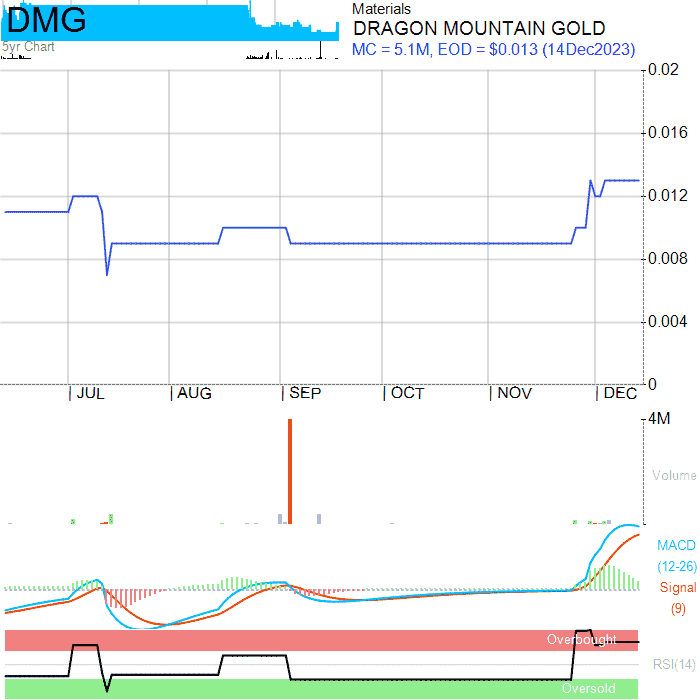 DMG
5yr Chart
Materials
DRAGON MOUNTAIN GOLD
MC = 5.1M, EOD = $0.013 (14Dec2023)
0.02
0.016
0.012
0.008
0.004
0
JUL AUG SEP OCT NOV DEC
4M
Volume
MACD
(12-26)
Signal
(9)
Overbought
RSI(14)
Oversold